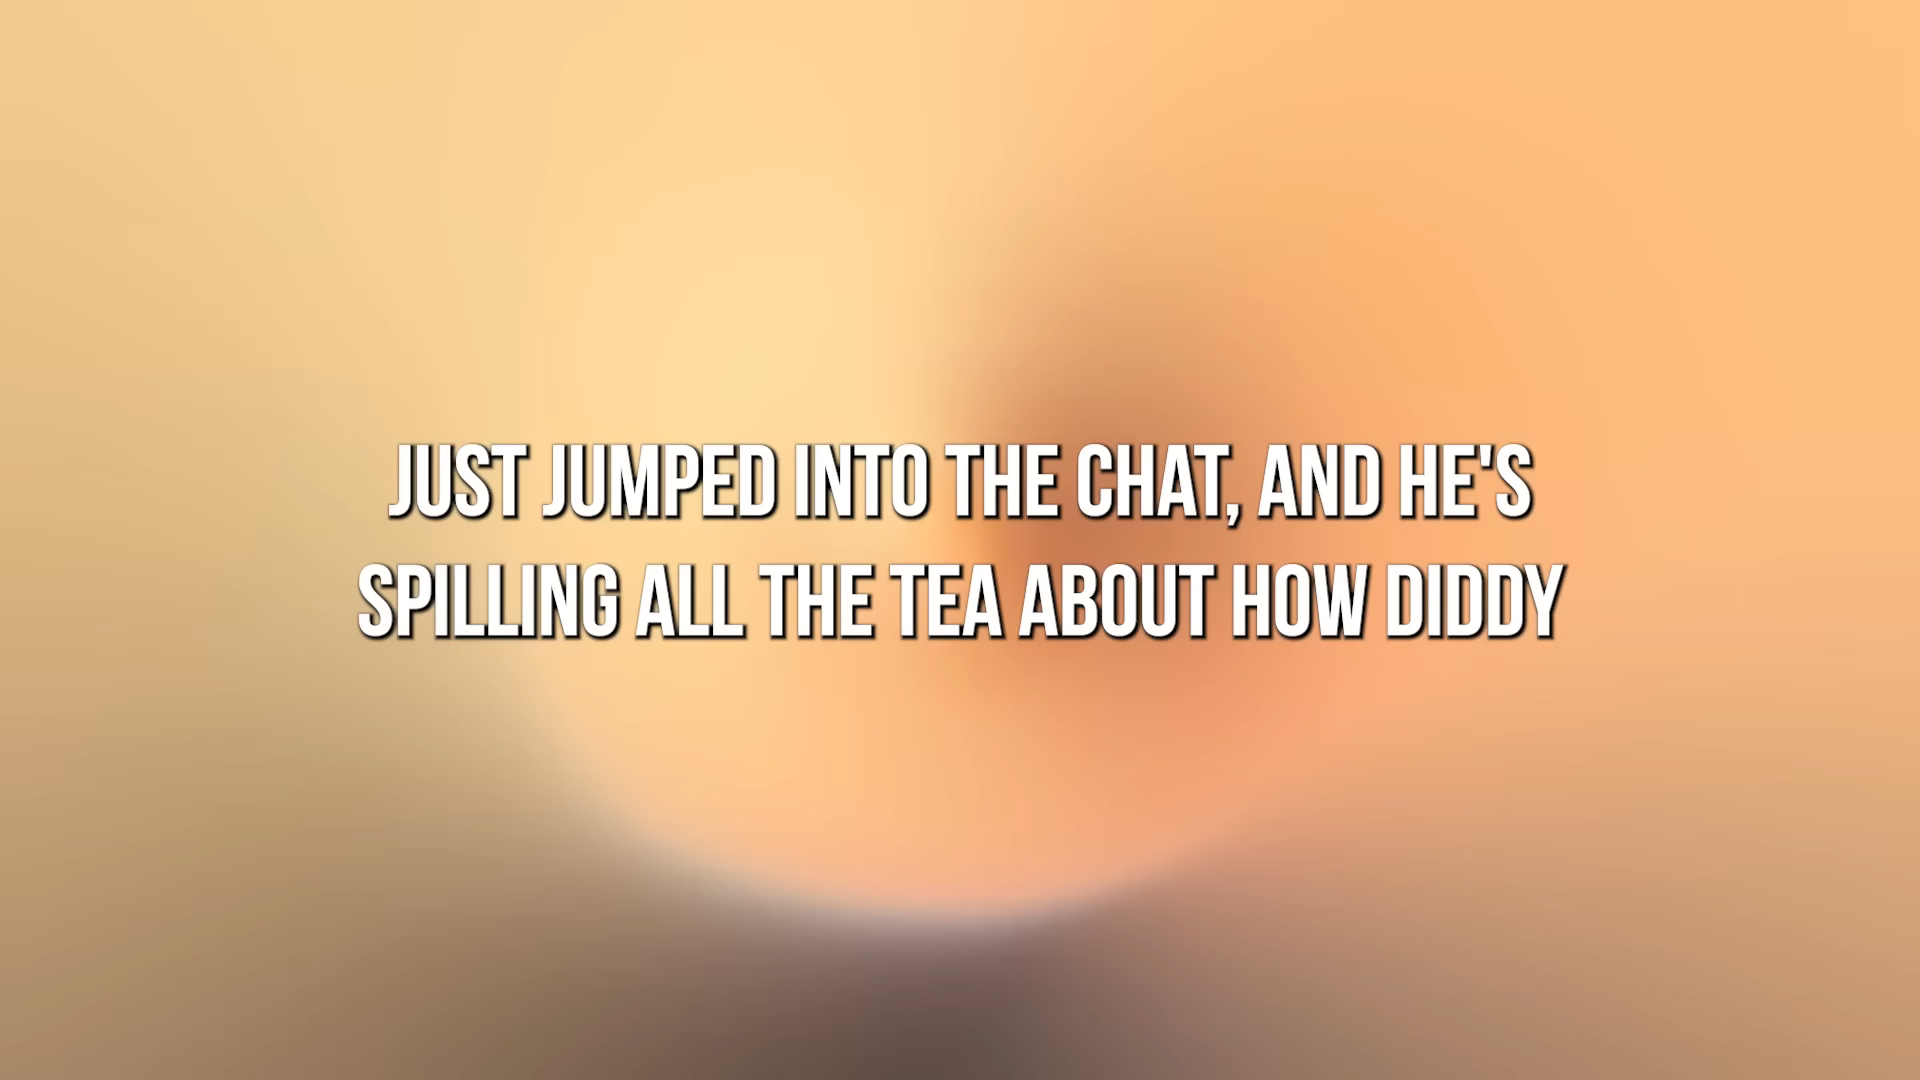 JUST JUMPED INTO THE CHAT, AND HE'S
SPILLING ALL THE TEA ABOUT HOW DIDDY